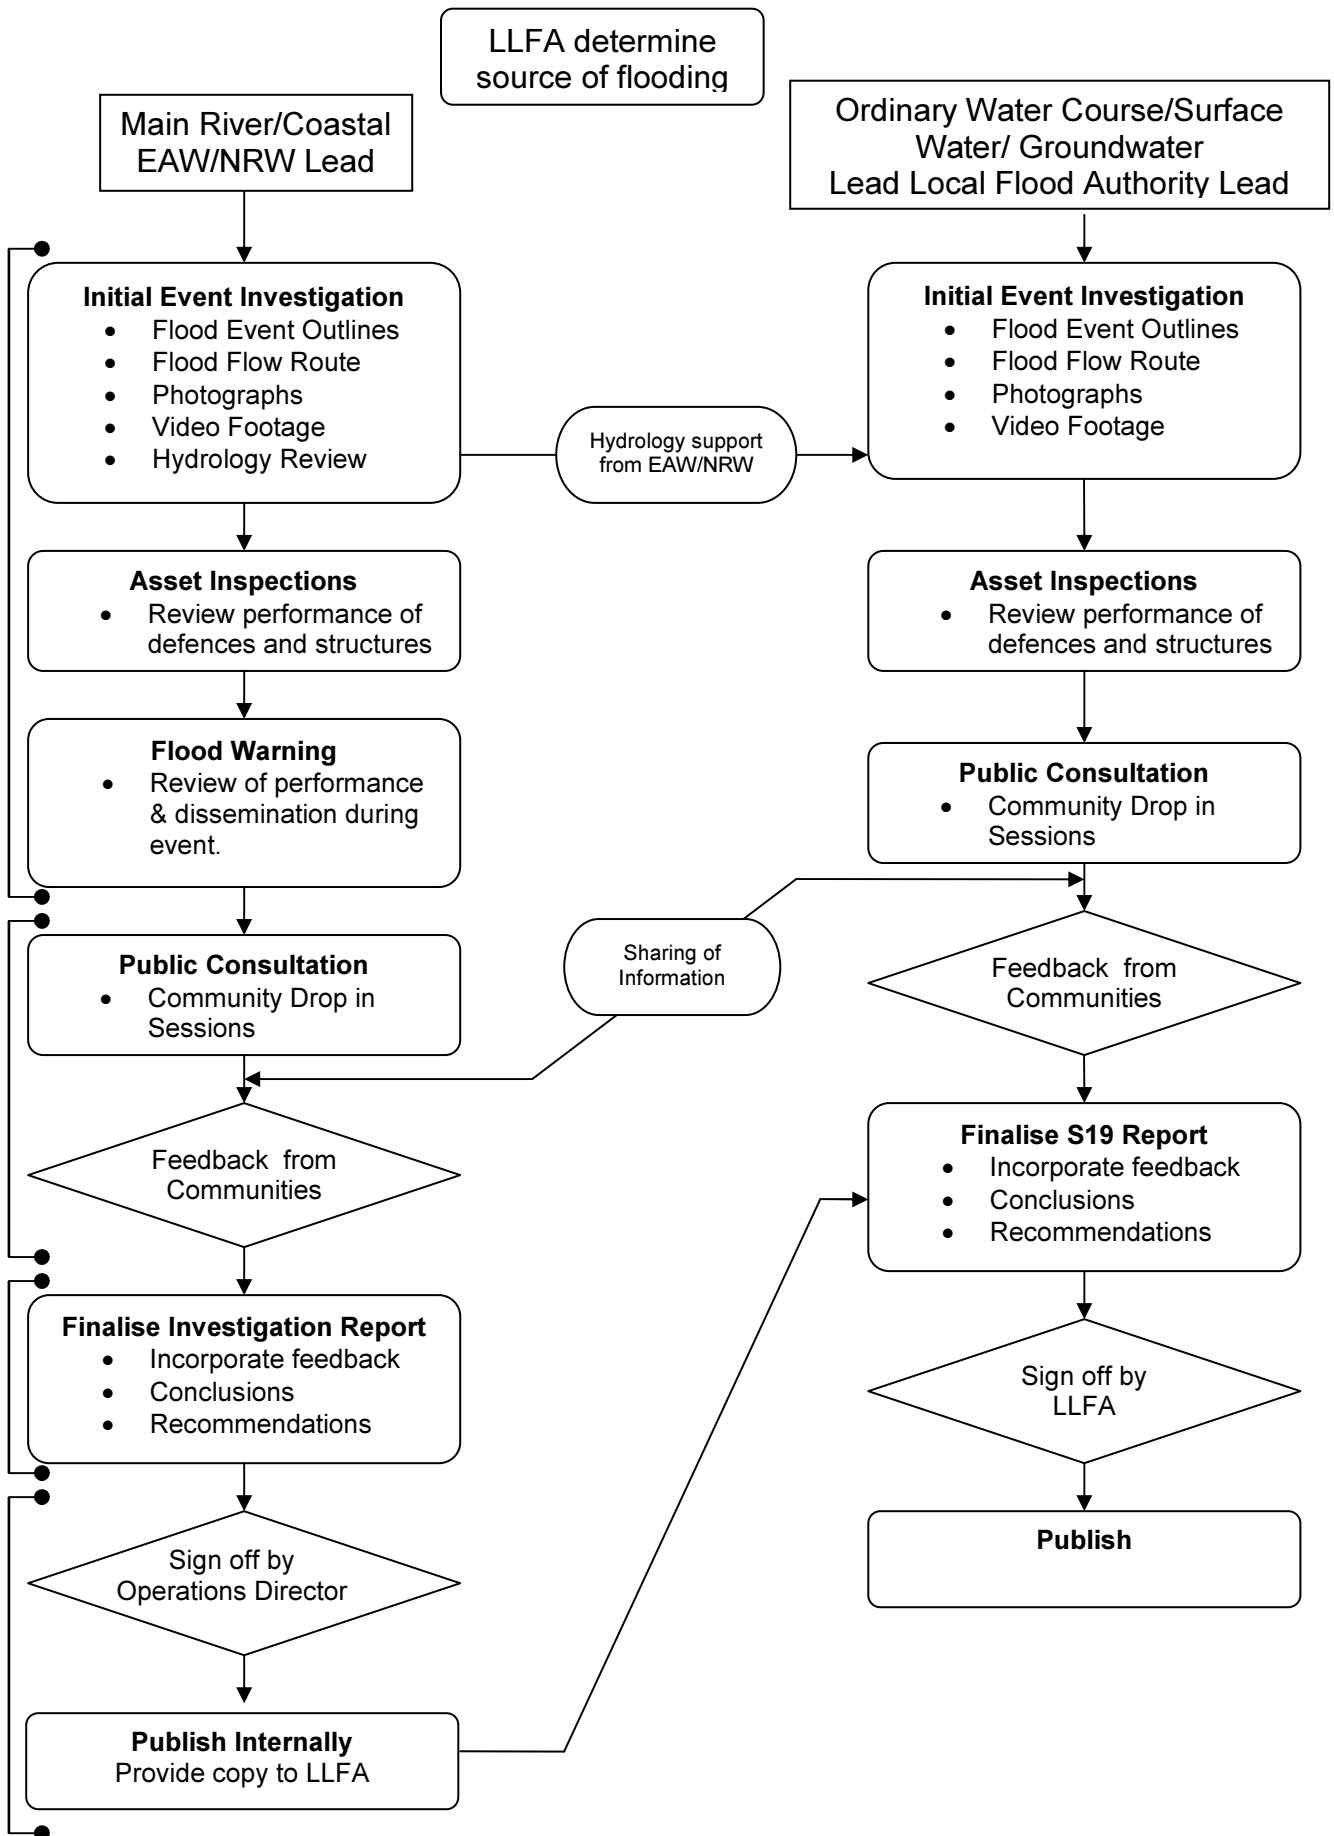 LLFA determine
source of flooding
Main River/Coastal
EAW/NRW Lead
Ordinary Water Course/Surface
Water/ Groundwater
Lead Local Flood Authority Lead
Initial Event Investigation
• Flood Event Outlines
• Flood Flow Route
• Photographs
• Video Footage
• Hydrology Review
Hydrology support
from EAW/NRW
Initial Event Investigation
• Flood Event Outlines
• Flood Flow Route
• Photographs
• Video Footage
Asset Inspections
• Review performance of
defences and structures
Asset Inspections
• Review performance of
defences and structures
Flood Warning
• Review of performance
& dissemination during
event.
Public Consultation
• Community Drop in
Sessions
Public Consultation
• Community Drop in
Sessions
Sharing of
Information
Feedback from
Communities
Feedback from
Communities
Finalise S19 Report
• Incorporate feedback
• Conclusions
• Recommendations
Finalise Investigation Report
• Incorporate feedback
• Conclusions
• Recommendations
Sign off by
LLFA
Sign off by
Operations Director
Publish
Publish Internally
Provide copy to LLFA